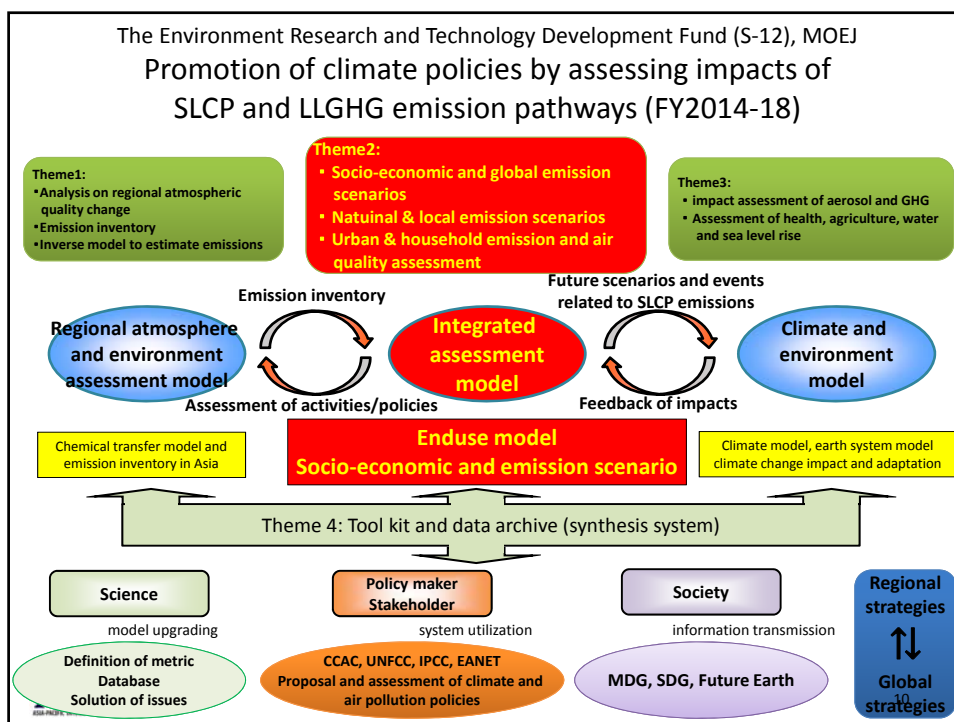 The Environment Research and Technology Development Fund (S-12), MOEJ
Promotion of climate policies by assessing impacts of
SLCP and LLGHG emission pathways (FY2014-18)
Theme1:
▪Analysis on regional atmospheric
quality change
▪Emission inventory
▪Inverse model to estimate emissions
Theme2:
• Socio-economic and global emission
scenarios
• Natuinal & local emission scenarios
• Urban & household emission and air
quality assessment
Theme3:
▪ impact assessment of aerosol and GHG
▪ Assessment of health, agriculture, water
and sea level rise
Emission inventory
Future scenarios and events
related to SLCP emissions
Regional atmosphere
and environment
assessment model
Integrated
assessment
model
Climate and
environment
model
Assessment of activities/policies
Feedback of impacts
Chemical transfer model and
emission inventory in Asia
Enduse model
Socio-economic and emission scenario
Climate model, earth system model
climate change impact and adaptation
Theme 4: Tool kit and data archive (synthesis system)
Science
Policy maker
Stakeholder
Society
model upgrading
system utilization
information transmission
Definition of metric
Database
Solution of issues
CCAC, UNFCC, IPCC, EANET
Proposal and assessment of climate and
air pollution policies
MDG, SDG, Future Earth
Regional
strategies
Global
strategies
10
ASIA-PACIFIC